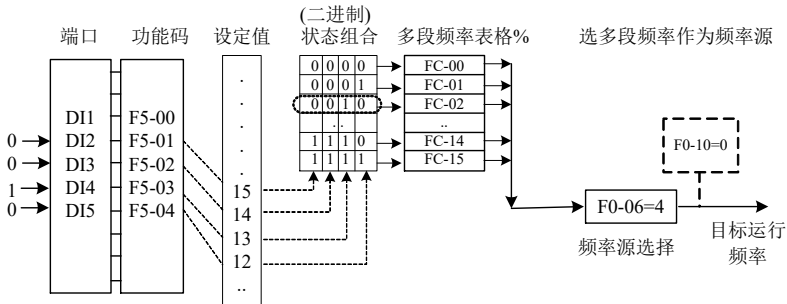 (二进制)
端口 功能码 设定值 状态组合 多段频率表格% 选多段频率作为频率源
0 0 0 0 FC-00
0 0 0 1 FC-01
0 0 1 0 FC-02
... ..
1 1 1 0 FC-14
1 1 1 1 FC-15
DI1 F5-00
0 DI2 F5-01
0 DI3 F5-02
1 DI4 F5-03
0 DI5 F5-04
.
.
.
.
.
15
14
13
12
..
F0-10=0
F0-06=4
频率源选择
目标运行
频率